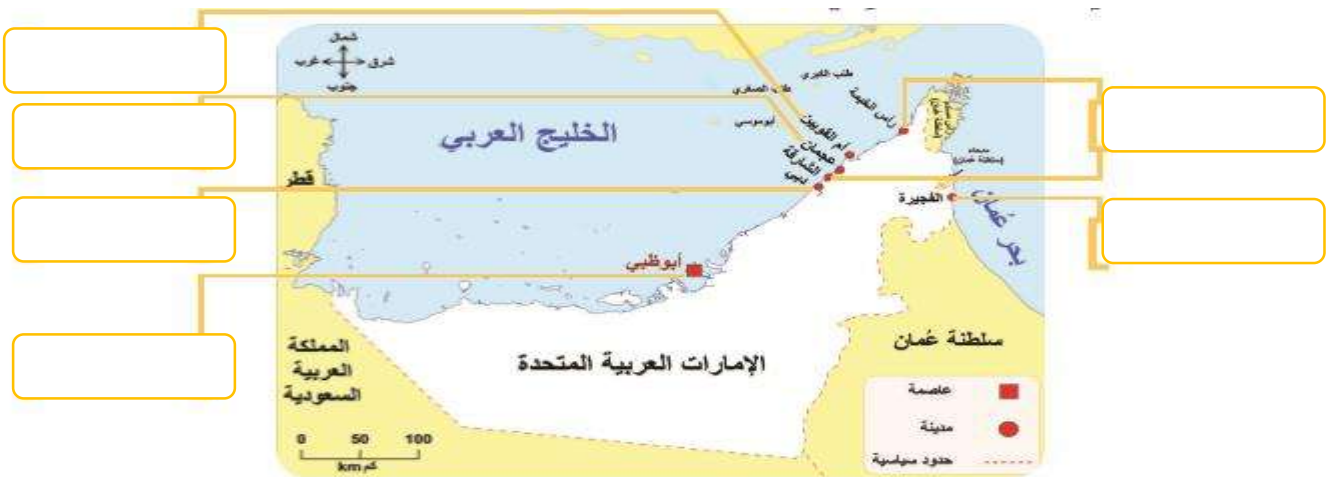 شمال
غرب
شرق
جنوب
طنب الكبرى
طنب الصغرى
أبوموسى
الخليج العربي
رأس الخيمة
أم القويين
عجمان
الشارقة
دبي
قطر
الفجيرة
بحر عُمان
أبوظبي
سلطنة عُمان
الإمارات العربية المتحدة
المملكة
العربية
السعودية
0 50 100
كم km
عاصمة
مدينة
حدود سياسية